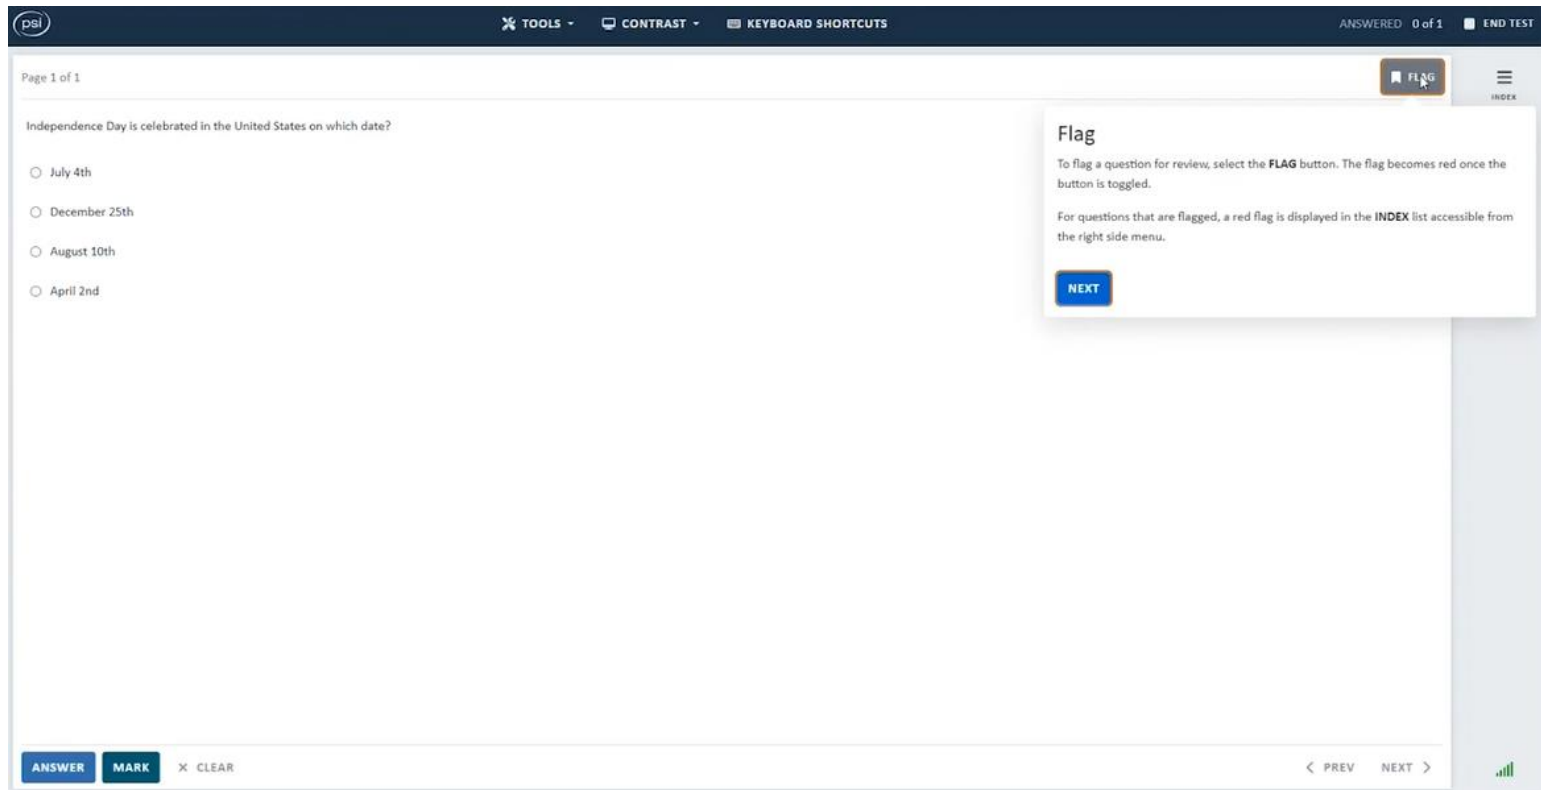 psi
TOOLS
CONTRAST
KEYBOARD SHORTCUTS
ANSWERED 0 of 1
END TEST
Page 1 of 1
FLAG
INDEX
Independence Day is celebrated in the United States on which date?
July 4th
December 25th
August 10th
April 2nd
Flag
To flag a question for review, select the FLAG button. The flag becomes red once the
button is toggled.
For questions that are flagged, a red flag is displayed in the INDEX list accessible from
the right side menu.
NEXT
ANSWER
MARK
CLEAR
PREV
NEXT